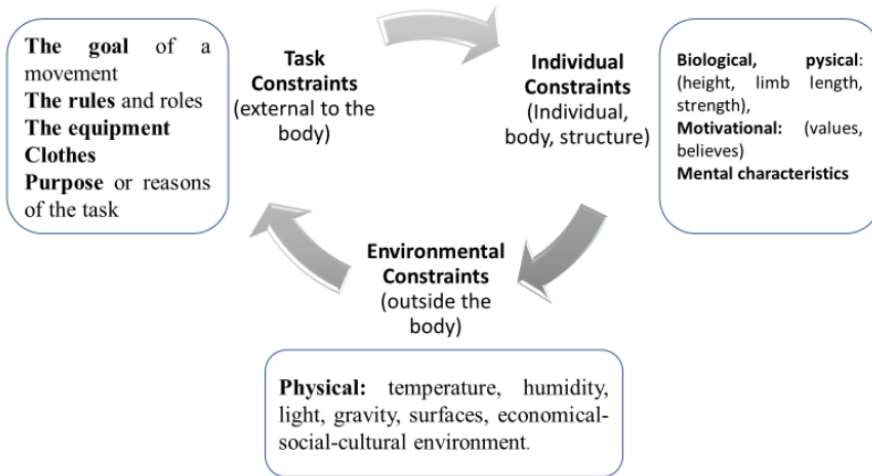 The goal of a
movement
The rules and roles
The equipment
Clothes
Purpose or reasons
of the task
Task
Constraints
(external to the
body)
Individual
Constraints
(Individual,
body, structure)
Biological, pysical:
(height, limb length,
strength),
Motivational: (values,
believes)
Mental characteristics
Environmental
Constraints
(outside the
body)
Physical: temperature, humidity,
light, gravity, surfaces, economical-
social-cultural environment.